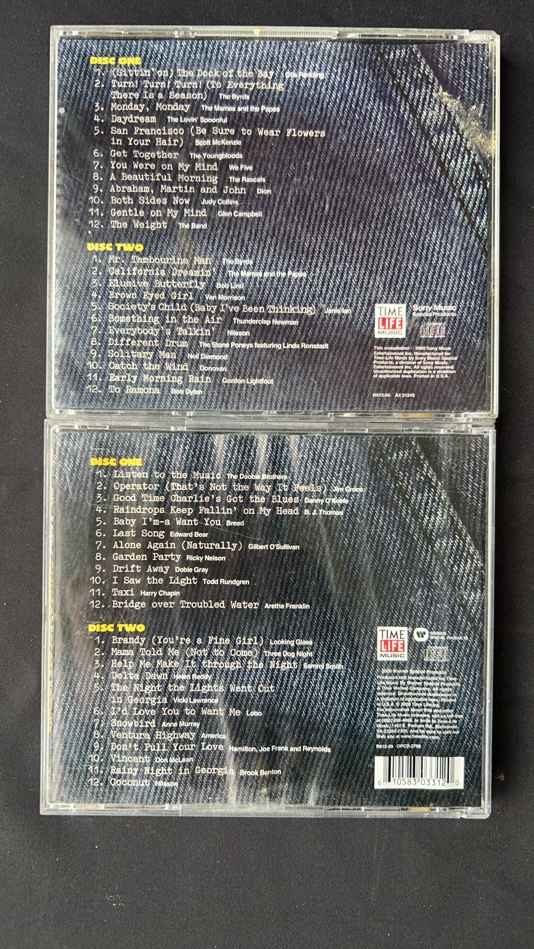 DISC ONE
1. (Sittin' on) The Dock of the Bay Otis Redding
2. Turn! Turn! Turn! (To Everything
There Is a Season) The Byrds
3. Monday, Monday The Mamas and the Papas
4. Daydream The Lovin' Spoonful
5. San Francisco (Be Sure to Wear Flowers
in Your Hair) Scott McKenzie
6. Get Together The Youngbloods
7. You Were on My Mind We Five
8. A Beautiful Morning The Rascals
9. Abraham, Martin and John Dion
10. Both Sides Now Judy Collins
11. Gentle on My Mind Glen Campbell
12. The Weight The Band
DISC TWO
1. Mr. Tambourine Man The Byrds
2. California Dreamin' The Mamas and the Papas
3. Elusive Butterfly Bob Lind
4. Brown Eyed Girl Van Morrison
5. Society's Child (Baby I've Been Thinking) Janis Ian
6. Something in the Air Thunderclap Newman
7. Everybody's Talkin' Nilsson
8. Different Drum The Stone Poneys featuring Linda Ronstadt
9. Solitary Man Neil Diamond
10. Catch the Wind Donovan
11. Early Morning Rain Gordon Lightfoot
12. To Ramona Bob Dylan
TIME
LIFE
MUSIC
Sony Music
Special Products
DISC ONE
1. Listen to the Music The Doobie Brothers
2. Operator (That's Not the Way It Feels) Jim Croce
3. Good Time Charlie's Got the Blues Danny O'Keefe
4. Raindrops Keep Fallin' on My Head B. J. Thomas
5. Baby I'm-a Want You Bread
6. Last Song Edward Bear
7. Alone Again (Naturally) Gilbert O'Sullivan
8. Garden Party Ricky Nelson
9. Drift Away Dobie Gray
10. I Saw the Light Todd Rundgren
11. Taxi Harry Chapin
12. Bridge over Troubled Water Aretha Franklin
DISC TWO
1. Brandy (You're a Fine Girl) Looking Glass
2. Mama Told Me (Not to Come) Three Dog Night
3. Help Me Make It through the Night Sammi Smith
4. Delta Dawn Helen Reddy
5. The Night the Lights Went Out
in Georgia Vicki Lawrence
6. I'd Love You to Want Me Lobo
7. Snowbird Anne Murray
8. Ventura Highway America
9. Don't Pull Your Love Hamilton, Joe Frank and Reynolds
10. Vincent Don McLean
11. Rainy Night in Georgia Brook Benton
12. Coconut Nilsson
TIME
LIFE
MUSIC
10583 03312